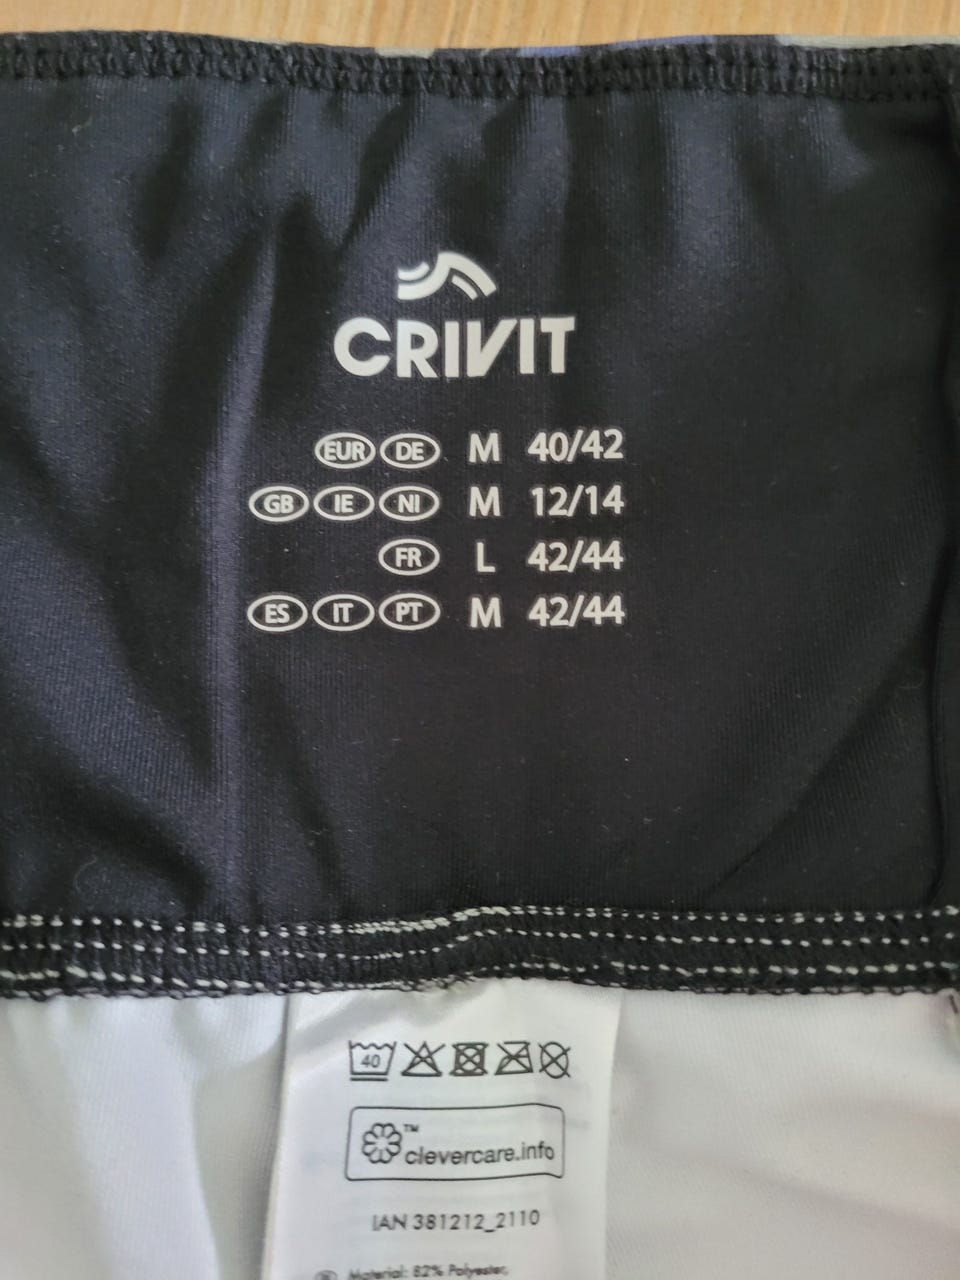 CRIVIT
EUR DE M 40/42
GB IE NI M 12/14
FR L 42/44
ES IT PT M 42/44
40
™ clevercare.info
IAN 381212_2110
Material: 82% Polyester,